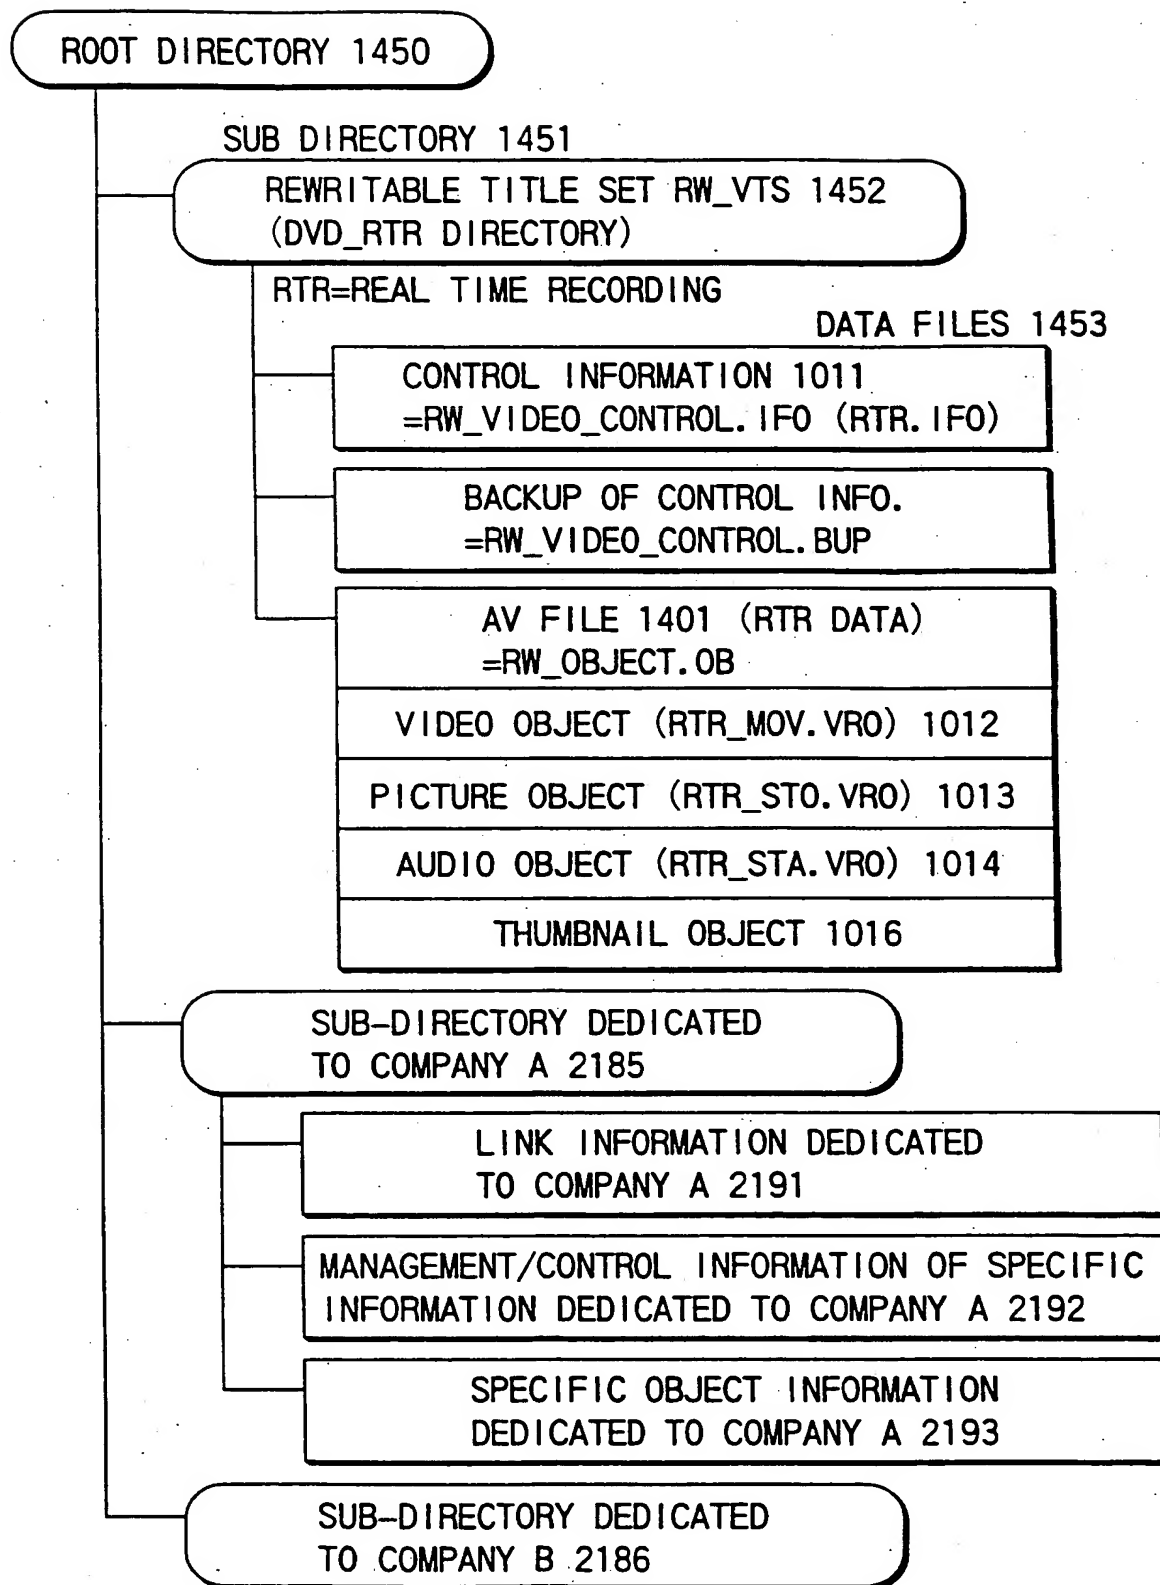 ROOT DIRECTORY 1450
SUB DIRECTORY 1451
REWRITABLE TITLE SET RW_VTS 1452
(DVD_RTR DIRECTORY)
RTR=REAL TIME RECORDING
DATA FILES 1453
CONTROL INFORMATION 1011
=RW_VIDEO_CONTROL.IFO (RTR.IFO)
BACKUP OF CONTROL INFO.
=RW_VIDEO_CONTROL.BUP
AV FILE 1401 (RTR DATA)
=RW_OBJECT.OB
VIDEO OBJECT (RTR_MOV.VRO) 1012
PICTURE OBJECT (RTR_STO.VRO) 1013
AUDIO OBJECT (RTR_STA.VRO) 1014
THUMBNAIL OBJECT 1016
SUB-DIRECTORY DEDICATED
TO COMPANY A 2185
LINK INFORMATION DEDICATED
TO COMPANY A 2191
MANAGEMENT/CONTROL INFORMATION OF SPECIFIC
INFORMATION DEDICATED TO COMPANY A 2192
SPECIFIC OBJECT INFORMATION
DEDICATED TO COMPANY A 2193
SUB-DIRECTORY DEDICATED
TO COMPANY B 2186